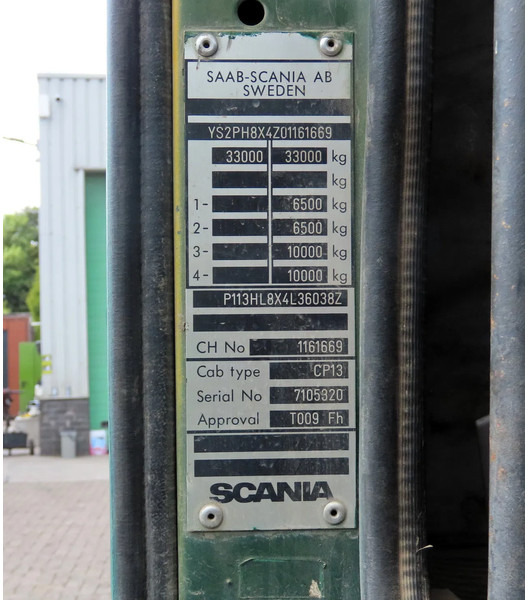 SAAB-SCANIA AB
SWEDEN
YS2PH8X4Z01161669
33000 33000 kg
kg
1- 6500 kg
2- 6500 kg
3- 10000 kg
4- 10000 kg
P113HL8X4L36038Z
CH No 1161669
Cab type CP13
Serial No 7105320
Approval T009 Fh
SCANIA